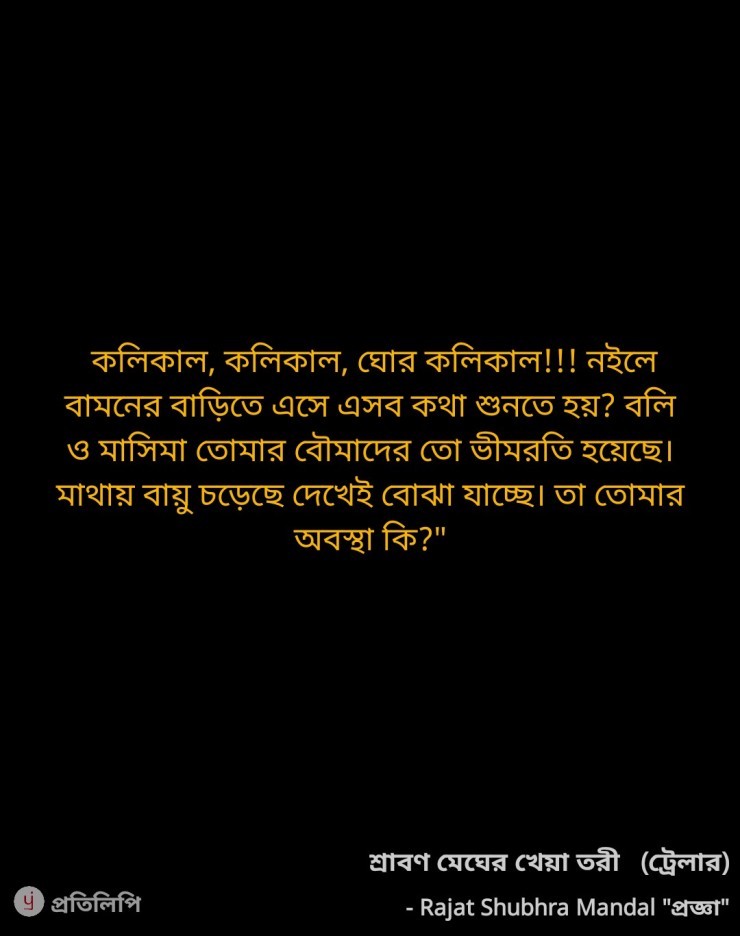 কলিকাল, কলিকাল, ঘোর কলিকাল!!! নইলে
বামনের বাড়িতে এসে এসব কথা শুনতে হয়? বলি
ও মাসিমা তোমার বৌমাদের তো ভীমরতি হয়েছে।
মাথায় বায়ু চড়েছে দেখেই বোঝা যাচ্ছে। তা তোমার
অবস্থা কি?"
শ্রাবণ মেঘের খেয়া তরী (ট্রেলার)
প্রতিলিপি
- Rajat Shubhra Mandal "প্রজ্ঞা"